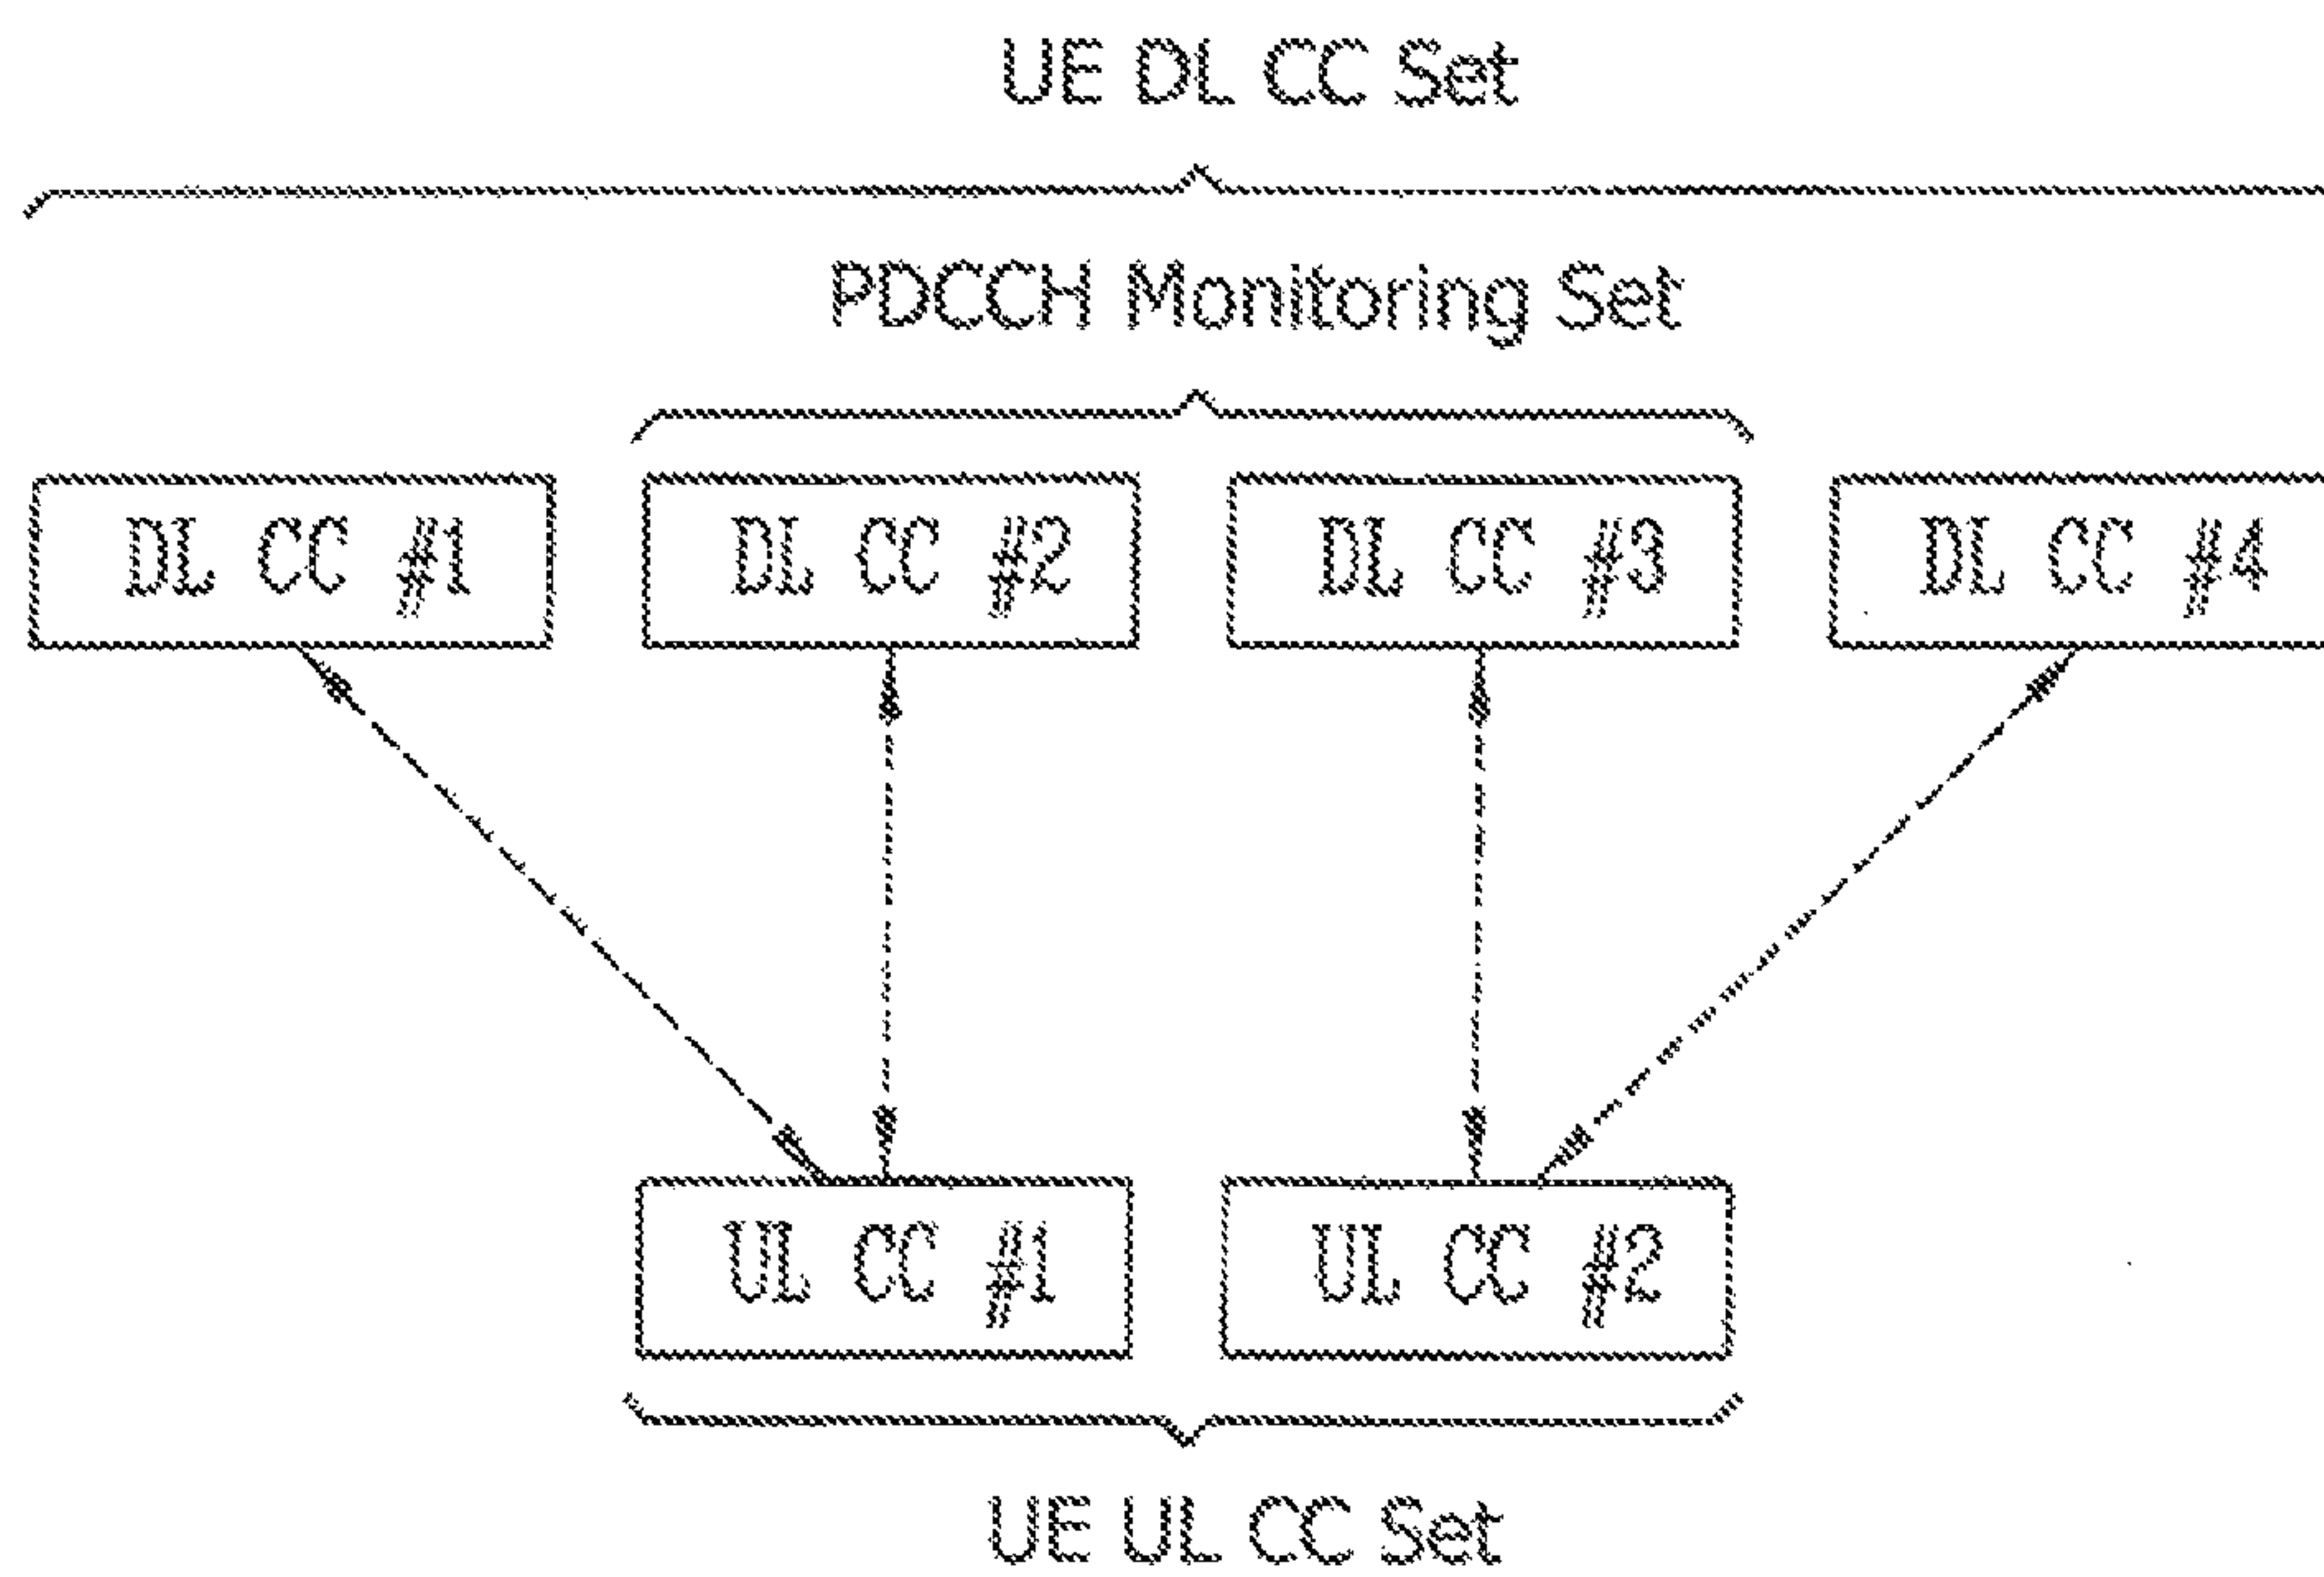 UE DL CC Set
PDCCH Monitoring Set
DL CC #1 DL CC #2 DL CC #3 DL CC #4
UL CC #1 UL CC #2
UE UL CC Set